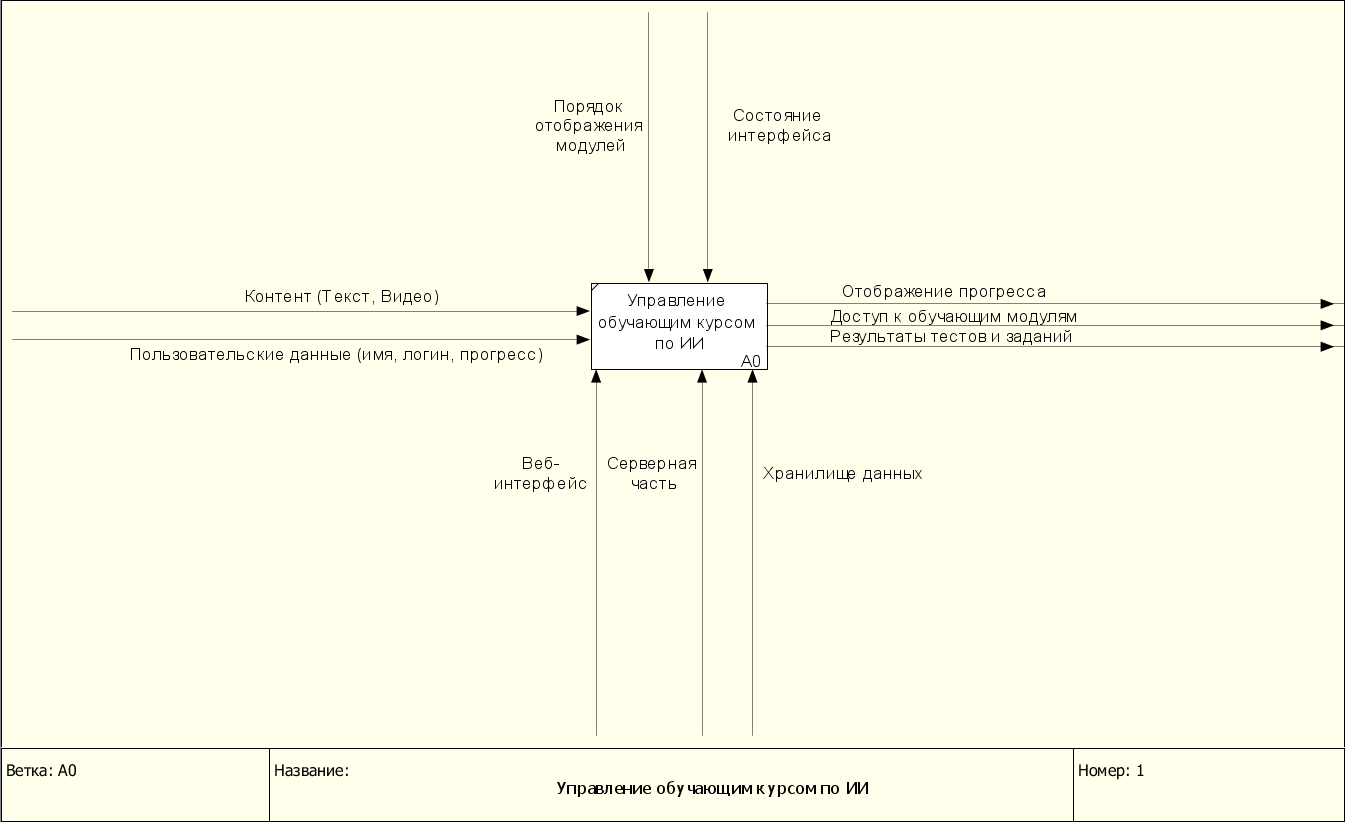 Порядок
отображения
модулей
Состояние
интерфейса
Контент (Текст, Видео)
Пользовательские данные (имя, логин, прогресс)
Управление
обучающим курсом
по ИИ
A0
Отображение прогресса
Доступ к обучающим модулям
Результаты тестов и заданий
Веб-
интерфейс
Серверная
часть
Хранилище данных
Ветка: A0
Название:
Управление обучающим курсом по ИИ
Номер: 1